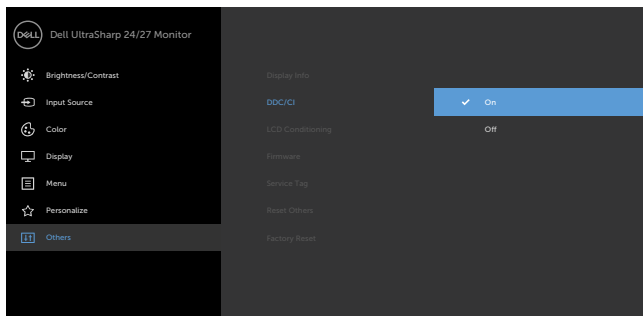 DELL
Dell UltraSharp 24/27 Monitor
Brightness/Contrast
Input Source
Color
Display
Menu
Personalize
Others
Display Info
DDC/CI
LCD Conditioning
Firmware
Service Tag
Reset Others
Factory Reset
On
Off